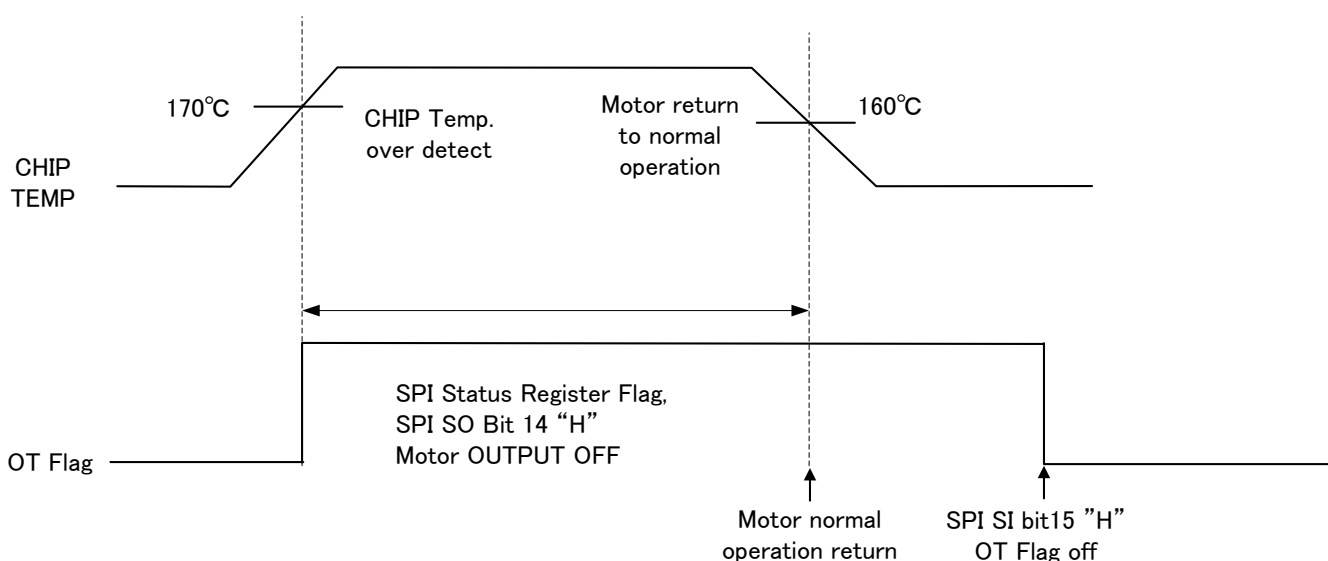 170℃
CHIP Temp.
over detect
Motor return
to normal
operation
160℃
CHIP
TEMP
SPI Status Register Flag,
SPI SO Bit 14 “H”
Motor OUTPUT OFF
OT Flag
Motor normal
operation return
SPI SI bit15 ”H”
OT Flag off